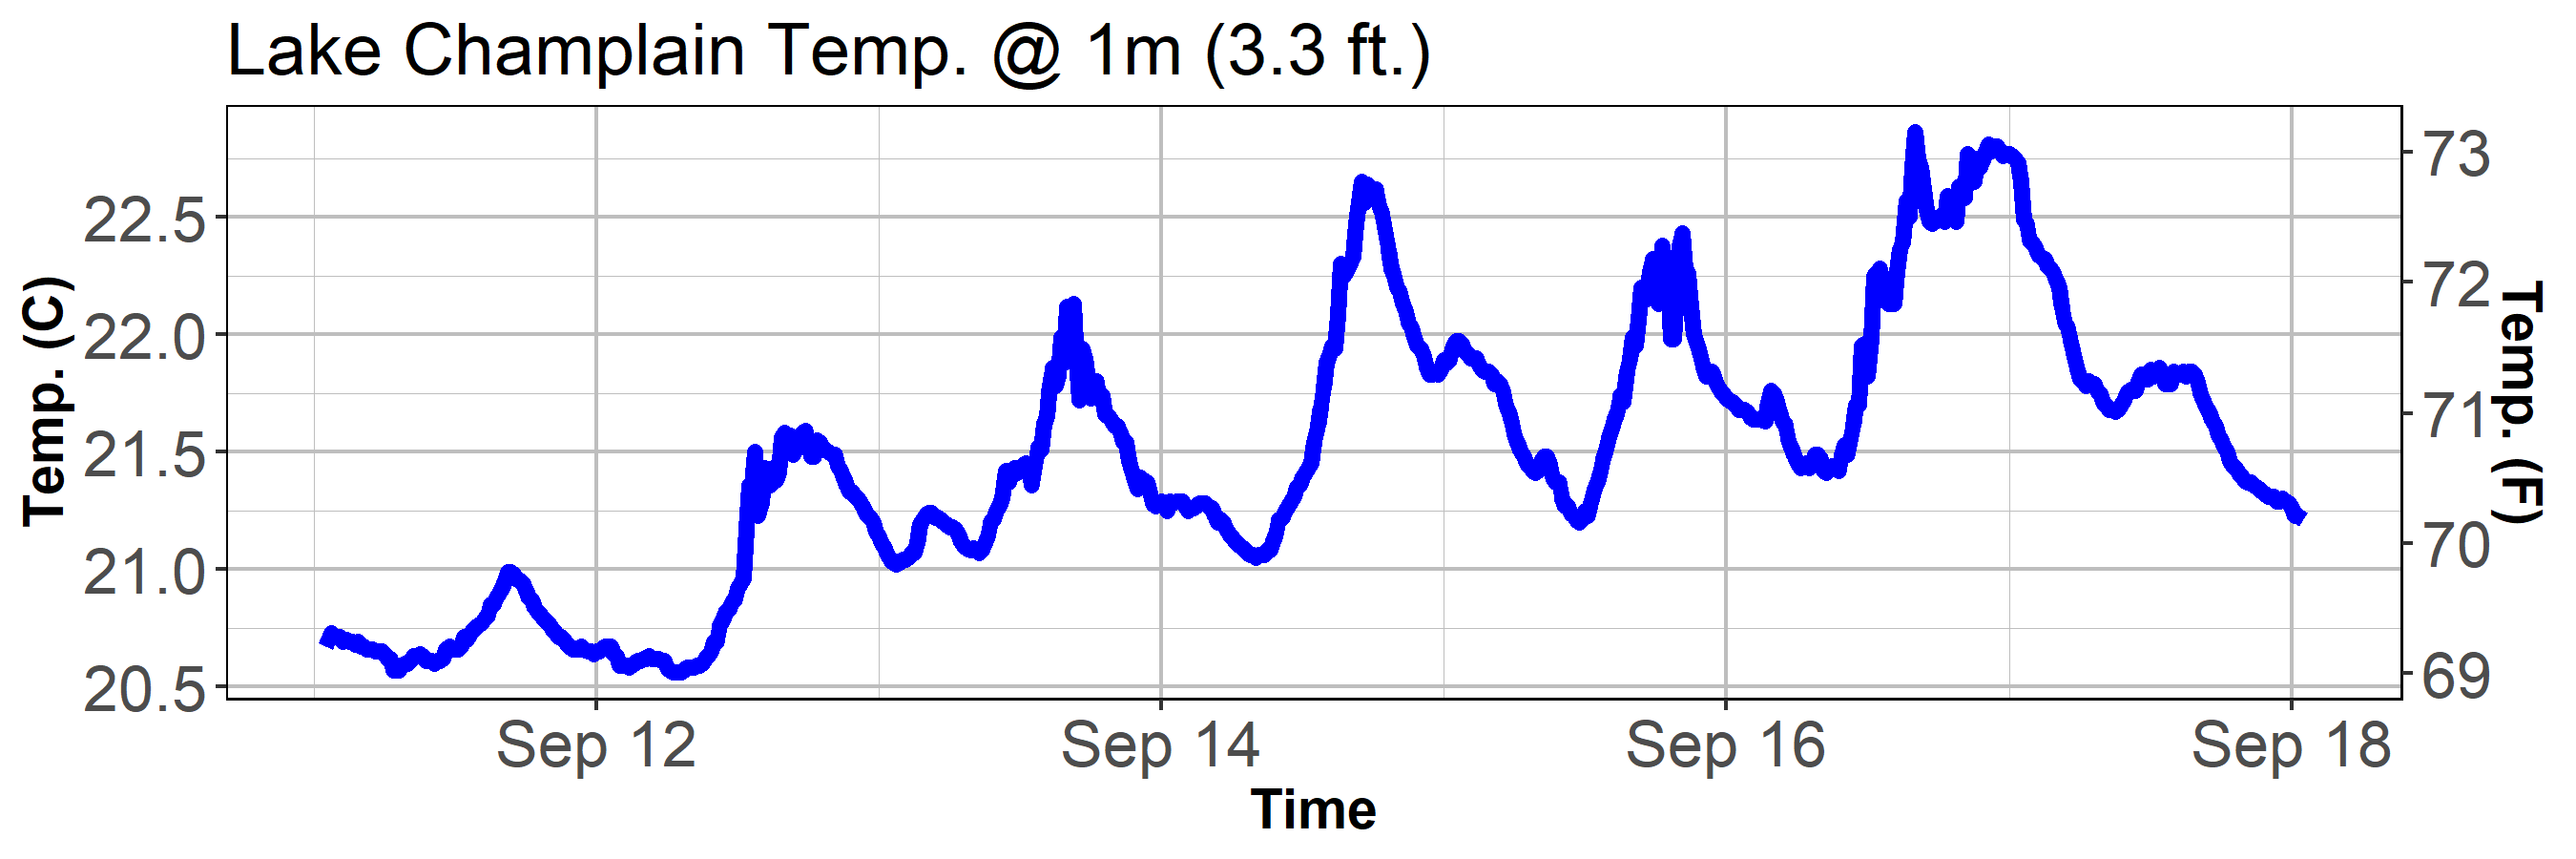 Lake Champlain Temp. @ 1m (3.3 ft.)
Temp. (C)
22.5
22.0
21.5
21.0
20.5
73
72
71
70
69
Temp. (F)
Sep 12
Sep 14
Sep 16
Sep 18
Time